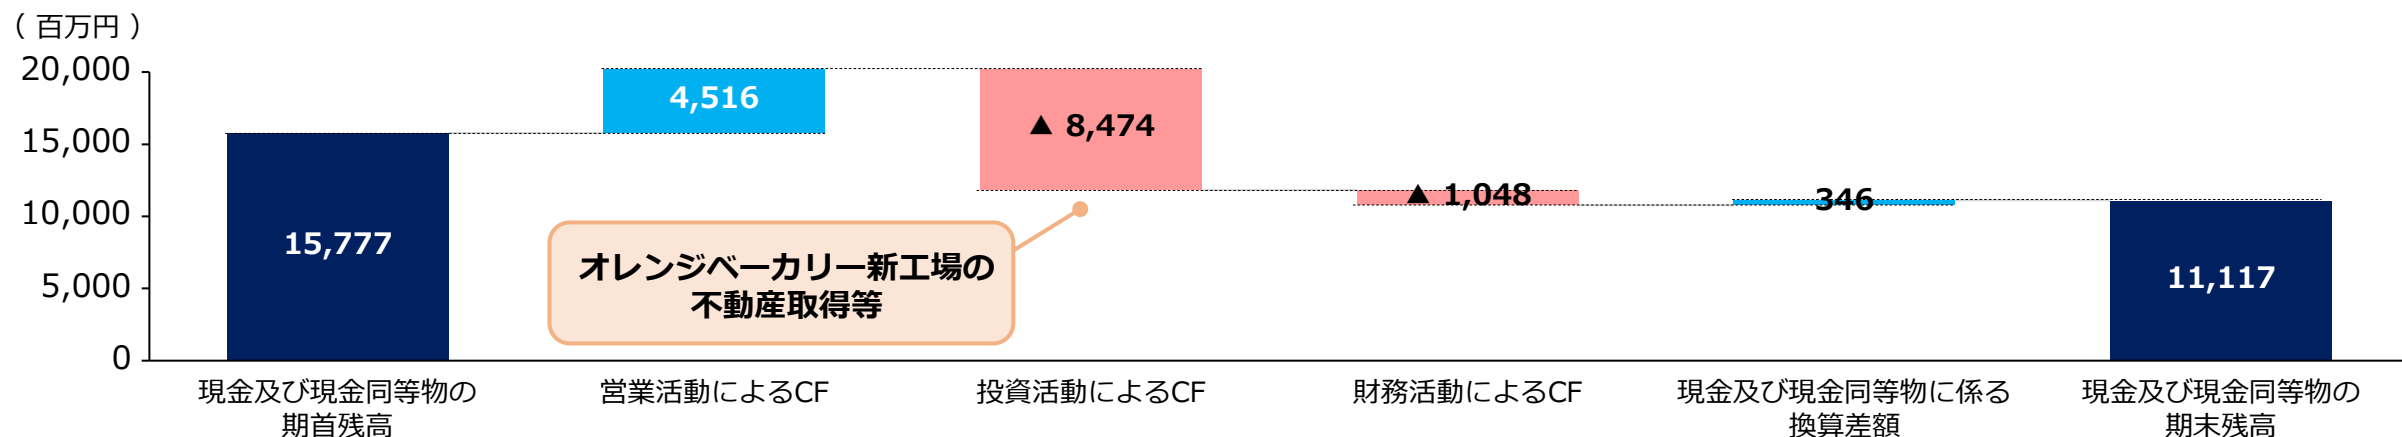 （ 百万円 ）
20,000
15,000
10,000
5,000
0
15,777
4,516
▲ 8,474
▲ 1,048
346
11,117
オレンジベーカリー新工場の
不動産取得等
現金及び現金同等物の
期首残高
営業活動によるCF
投資活動によるCF
財務活動によるCF
現金及び現金同等物に係る
換算差額
現金及び現金同等物の
期末残高